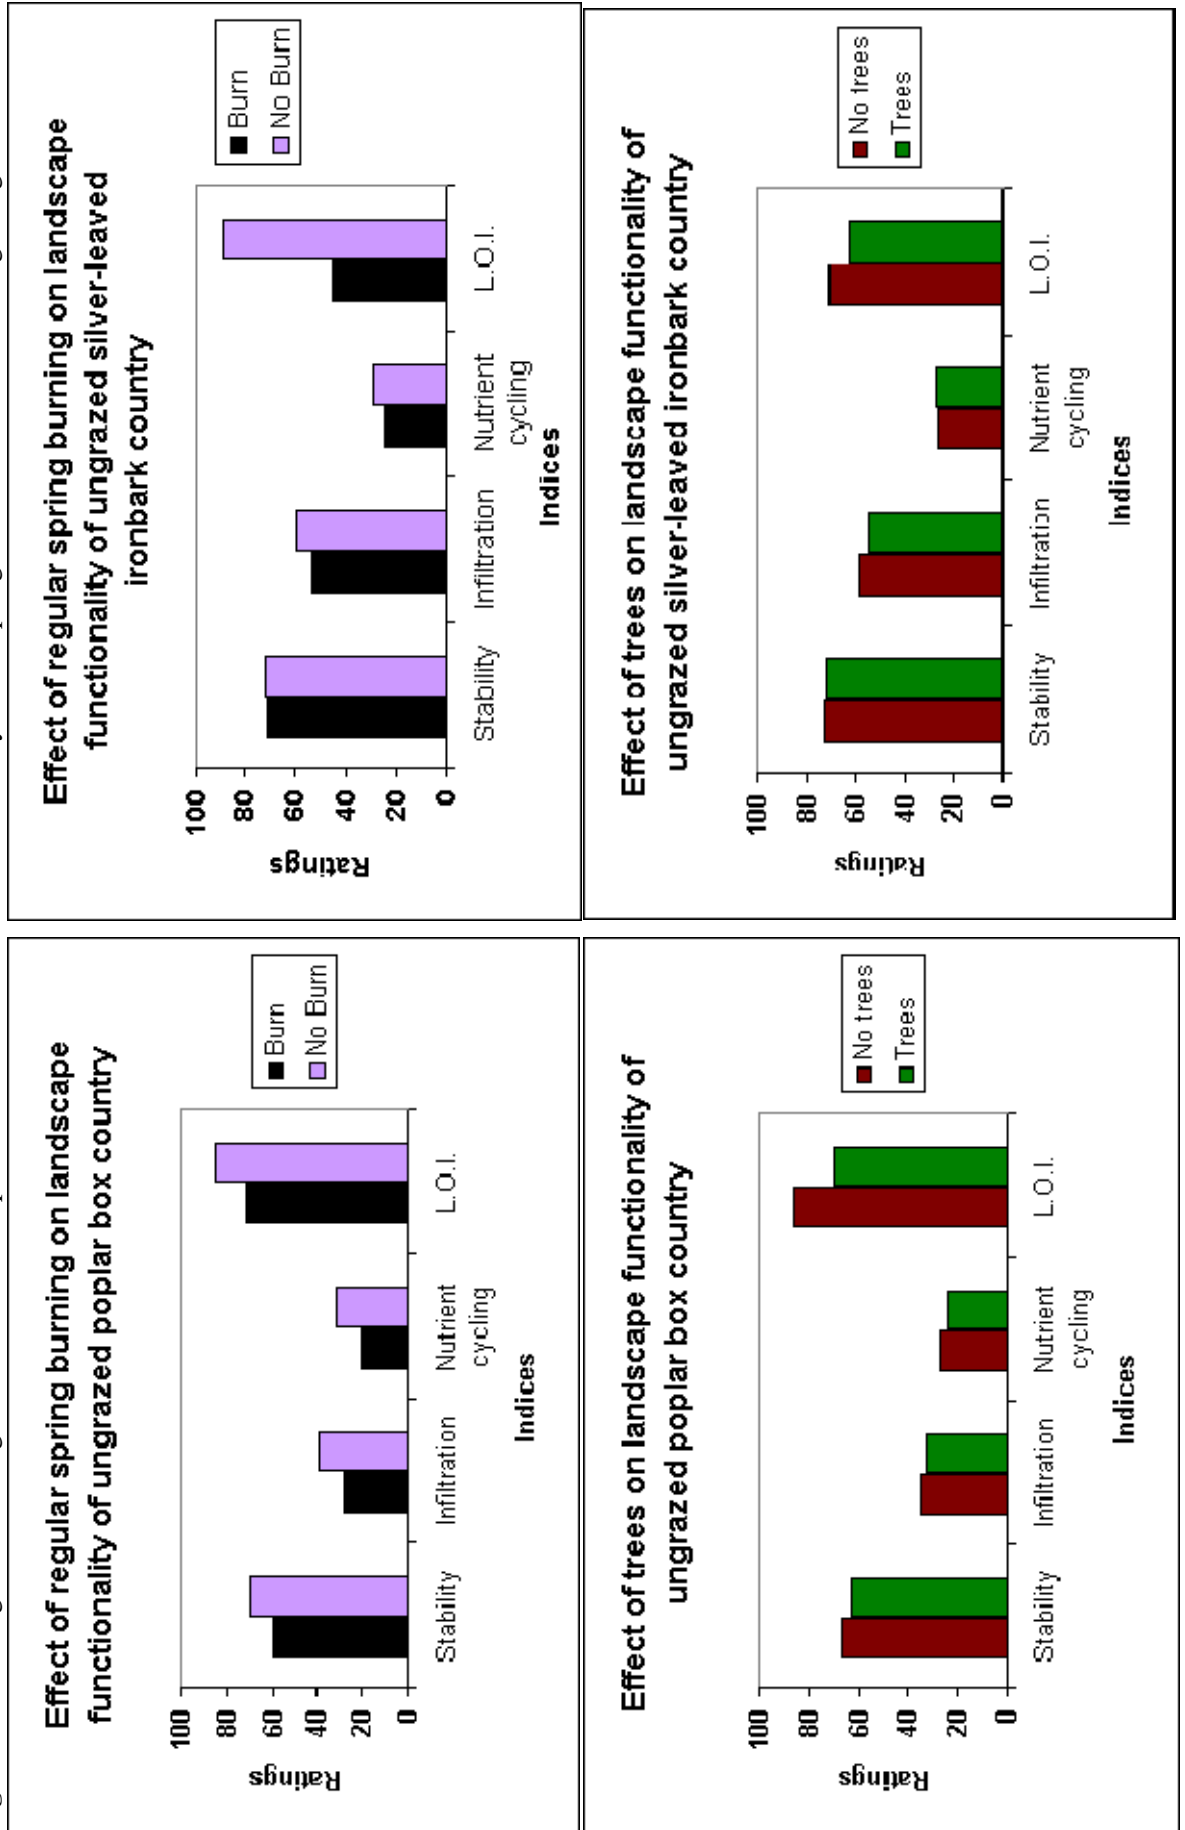 Effect of regular spring burning on landscape
functionality of ungrazed poplar box country
Ratings
100
80
60
40
20
0
Stability
Infiltration
Nutrient
cycling
L.O.I.
Indices
Burn
No Burn
Effect of regular spring burning on landscape
functionality of ungrazed silver-leaved
ironbark country
Ratings
100
80
60
40
20
0
Stability
Infiltration
Nutrient
cycling
L.O.I.
Indices
Burn
No Burn
Effect of trees on landscape functionality of
ungrazed poplar box country
Ratings
100
80
60
40
20
0
Stability
Infiltration
Nutrient
cycling
L.O.I.
Indices
No trees
Trees
Effect of trees on landscape functionality of
ungrazed silver-leaved ironbark country
Ratings
100
80
60
40
20
0
Stability
Infiltration
Nutrient
cycling
L.O.I.
Indices
No trees
Trees